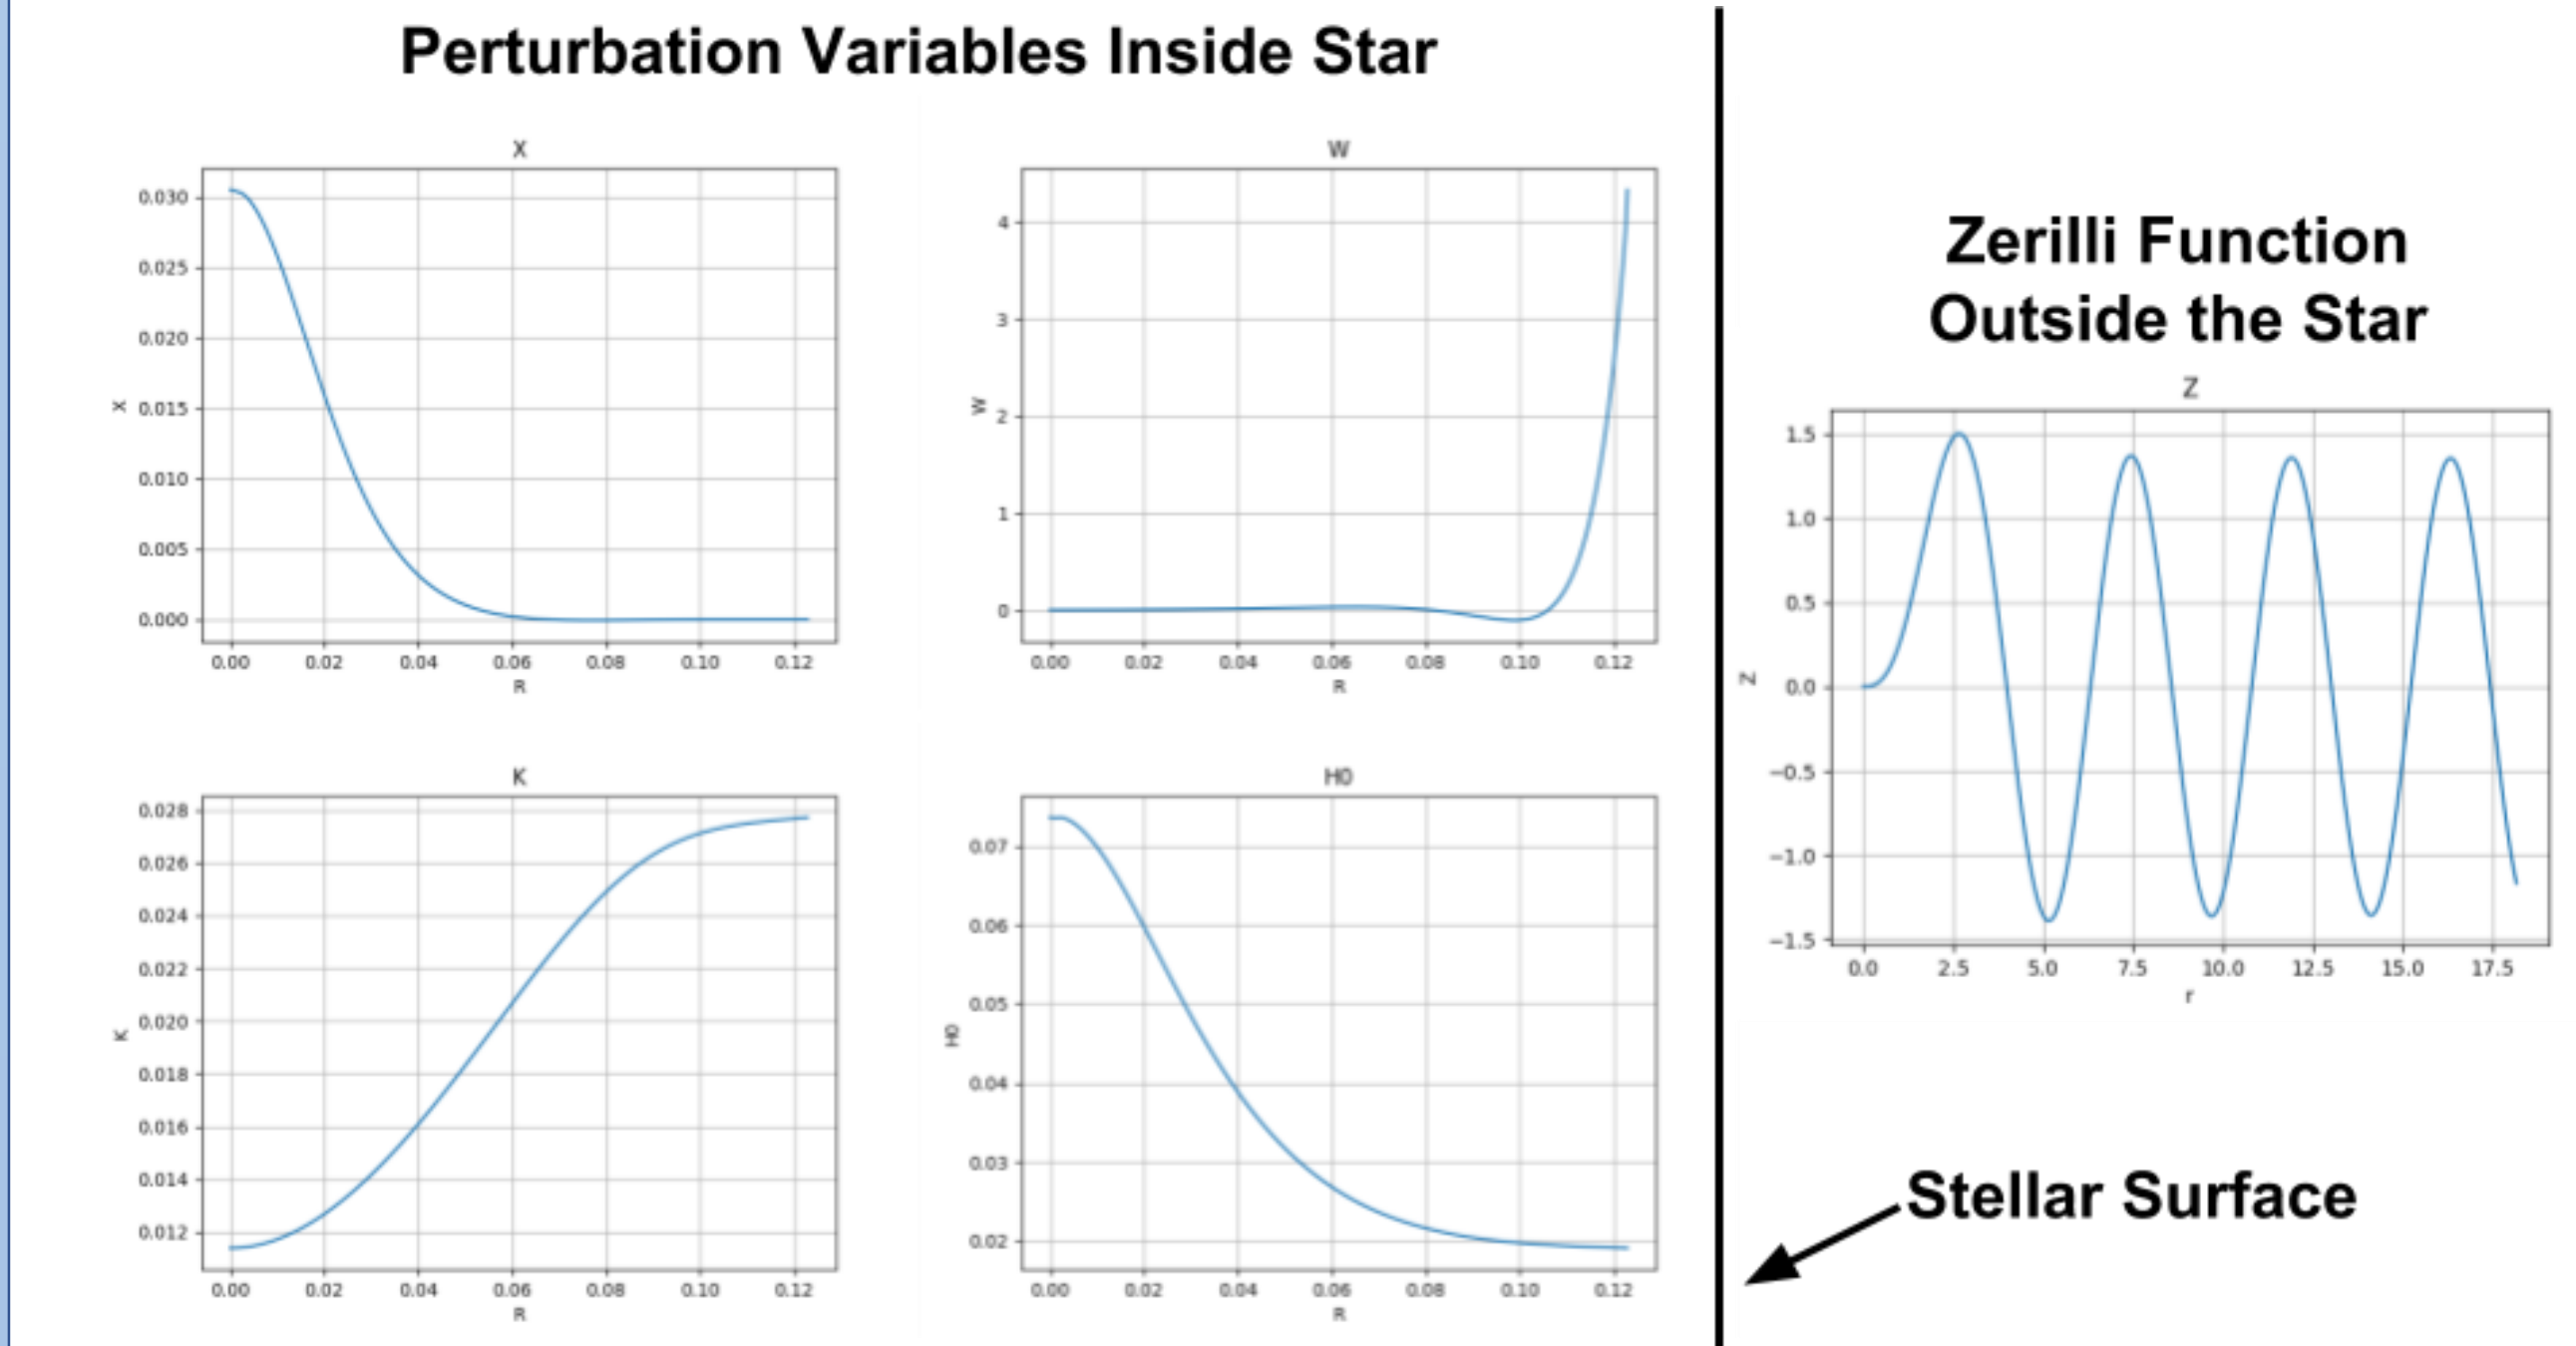 Perturbation Variables Inside Star
X
0.030
0.025
0.020
0.015
0.010
0.005
0.000
X
0.00 0.02 0.04 0.06 0.08 0.10 0.12
R
W
4
3
2
1
0
W
0.00 0.02 0.04 0.06 0.08 0.10 0.12
R
K
0.028
0.026
0.024
0.022
0.020
0.018
0.016
0.014
0.012
K
0.00 0.02 0.04 0.06 0.08 0.10 0.12
R
H0
0.07
0.06
0.05
0.04
0.03
0.02
H0
0.00 0.02 0.04 0.06 0.08 0.10 0.12
R
Zerilli Function
Outside the Star
Z
1.5
1.0
0.5
0.0
−0.5
−1.0
−1.5
Z
0.0 2.5 5.0 7.5 10.0 12.5 15.0 17.5
r
Stellar Surface